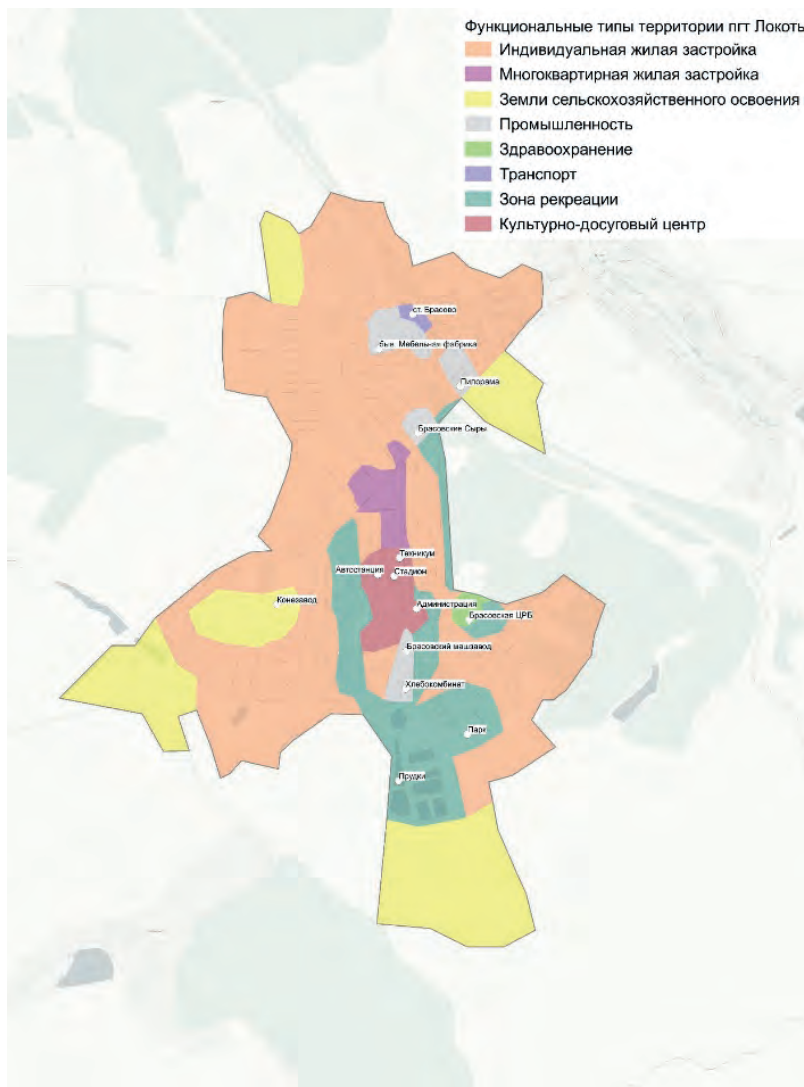 Функциональные типы территории пгт Локоть
Индивидуальная жилая застройка
Многоквартирная жилая застройка
Земли сельскохозяйственного освоения
Промышленность
Здравоохранение
Транспорт
Зона рекреации
Культурно-досуговый центр
ст. Брасово
быв. Мебельная фабрика
Пилорама
Брасовские Сыры
Техникум
Автостанция
Стадион
Конезавод
Администрация
Брасовская ЦРБ
Брасовский машзавод
Хлебокомбинат
Парк
Прудки